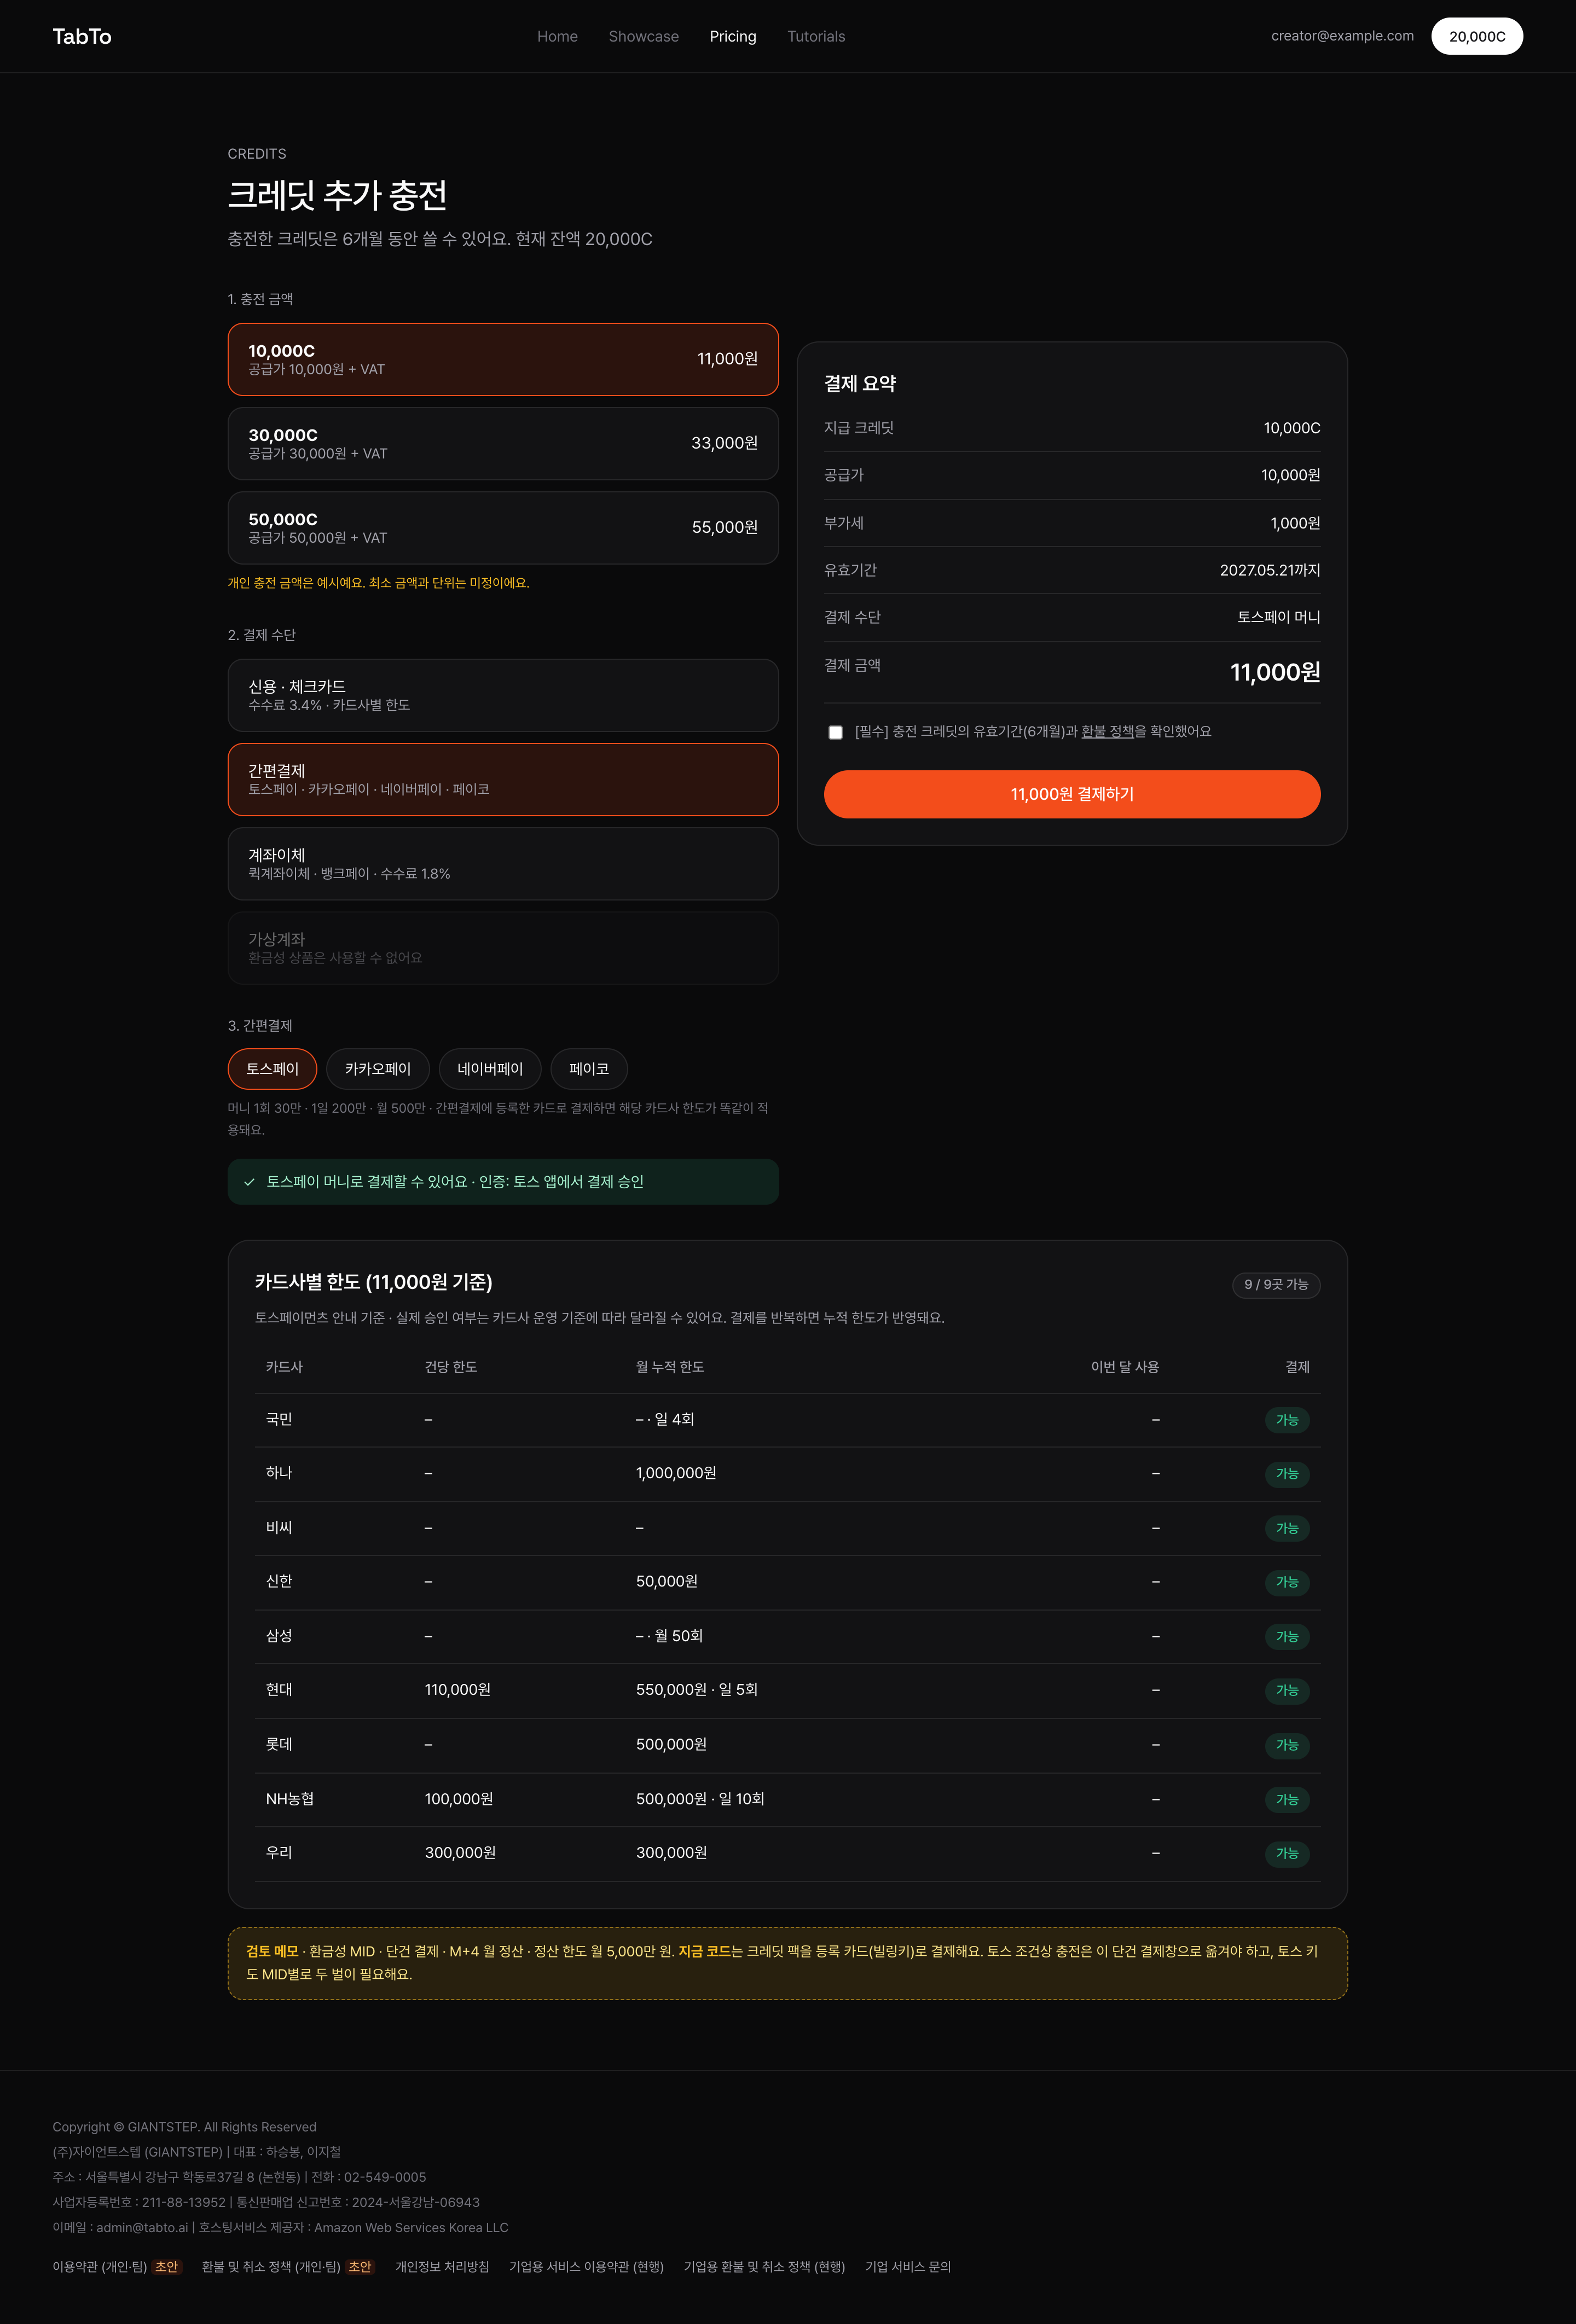 TabTo
Home Showcase Pricing Tutorials
creator@example.com 20,000C
CREDITS
크레딧 추가 충전
충전한 크레딧은 6개월 동안 쓸 수 있어요. 현재 잔액 20,000C
1. 충전 금액
10,000C
공급가 10,000원 + VAT
11,000원
30,000C
공급가 30,000원 + VAT
33,000원
50,000C
공급가 50,000원 + VAT
55,000원
개인 충전 금액은 예시예요. 최소 금액과 단위는 미정이에요.
2. 결제 수단
신용 · 체크카드
수수료 3.4% · 카드사별 한도
간편결제
토스페이 · 카카오페이 · 네이버페이 · 페이코
계좌이체
퀵계좌이체 · 뱅크페이 · 수수료 1.8%
가상계좌
환금성 상품은 사용할 수 없어요
3. 간편결제
토스페이 카카오페이 네이버페이 페이코
머니 1회 30만 · 1일 200만 · 월 500만 · 간편결제에 등록한 카드로 결제하면 해당 카드사 한도가 똑같이 적
용돼요.
✓ 토스페이 머니로 결제할 수 있어요 · 인증: 토스 앱에서 결제 승인
결제 요약
지급 크레딧 10,000C
공급가 10,000원
부가세 1,000원
유효기간 2027.05.21까지
결제 수단 토스페이 머니
결제 금액 11,000원
[필수] 충전 크레딧의 유효기간(6개월)과 환불 정책을 확인했어요
11,000원 결제하기
카드사별 한도 (11,000원 기준)
9 / 9곳 가능
토스페이먼츠 안내 기준 · 실제 승인 여부는 카드사 운영 기준에 따라 달라질 수 있어요. 결제를 반복하면 누적 한도가 반영돼요.
카드사 건당 한도 월 누적 한도 이번 달 사용 결제
국민 – – · 일 4회 – 가능
하나 – 1,000,000원 – 가능
비씨 – – – 가능
신한 – 50,000원 – 가능
삼성 – – · 월 50회 – 가능
현대 110,000원 550,000원 · 일 5회 – 가능
롯데 – 500,000원 – 가능
NH농협 100,000원 500,000원 · 일 10회 – 가능
우리 300,000원 300,000원 – 가능
검토 메모 · 환금성 MID · 단건 결제 · M+4 월 정산 · 정산 한도 월 5,000만 원. 지금 코드는 크레딧 팩을 등록 카드(빌링키)로 결제해요. 토스 조건상 충전은 이 단건 결제창으로 옮겨야 하고, 토스 키
도 MID별로 두 벌이 필요해요.
Copyright © GIANTSTEP. All Rights Reserved
(주)자이언트스텝 (GIANTSTEP) | 대표 : 하승봉, 이지철
주소 : 서울특별시 강남구 학동로37길 8 (논현동) | 전화 : 02-549-0005
사업자등록번호 : 211-88-13952 | 통신판매업 신고번호 : 2024-서울강남-06943
이메일 : admin@tabto.ai | 호스팅서비스 제공자 : Amazon Web Services Korea LLC
이용약관 (개인·팀) 초안 환불 및 취소 정책 (개인·팀) 초안 개인정보 처리방침 기업용 서비스 이용약관 (현행) 기업용 환불 및 취소 정책 (현행) 기업 서비스 문의